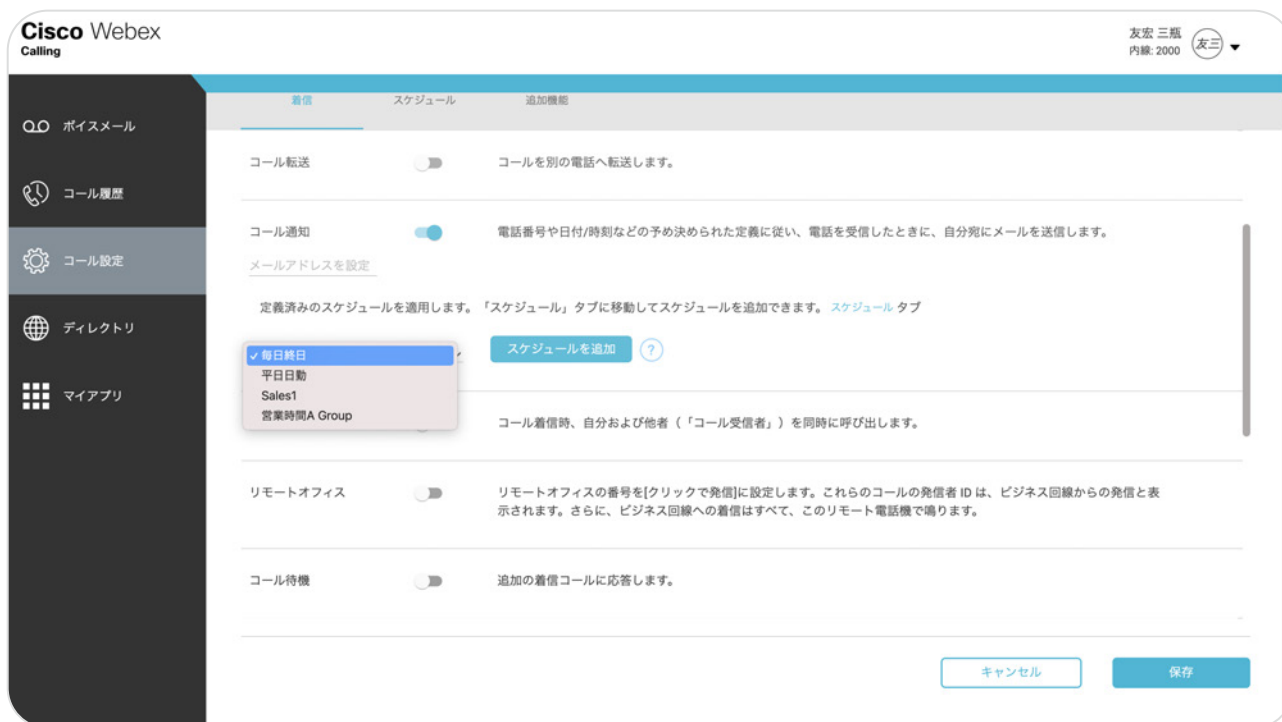 Cisco Webex
Calling
友宏 三瓶
内線: 2000
友三
着信 スケジュール 追加機能
ボイスメール
コール履歴
コール設定
ディレクトリ
マイアプリ
コール転送 コールを別の電話へ転送します。
コール通知 電話番号や日付/時刻などの予め決められた定義に従い、電話を受信したときに、自分宛にメールを送信します。
メールアドレスを設定
定義済みのスケジュールを適用します。「スケジュール」タブに移動してスケジュールを追加できます。 スケジュール タブ
✓ 毎日終日
平日日勤
Sales1
営業時間A Group
スケジュールを追加 ?
コール着信時、自分および他者（「コール受信者」）を同時に呼び出します。
リモートオフィス リモートオフィスの番号を[クリックで発信]に設定します。これらのコールの発信者 ID は、ビジネス回線からの発信と表
示されます。さらに、ビジネス回線への着信はすべて、このリモート電話機で鳴ります。
コール待機 追加の着信コールに応答します。
キャンセル 保存